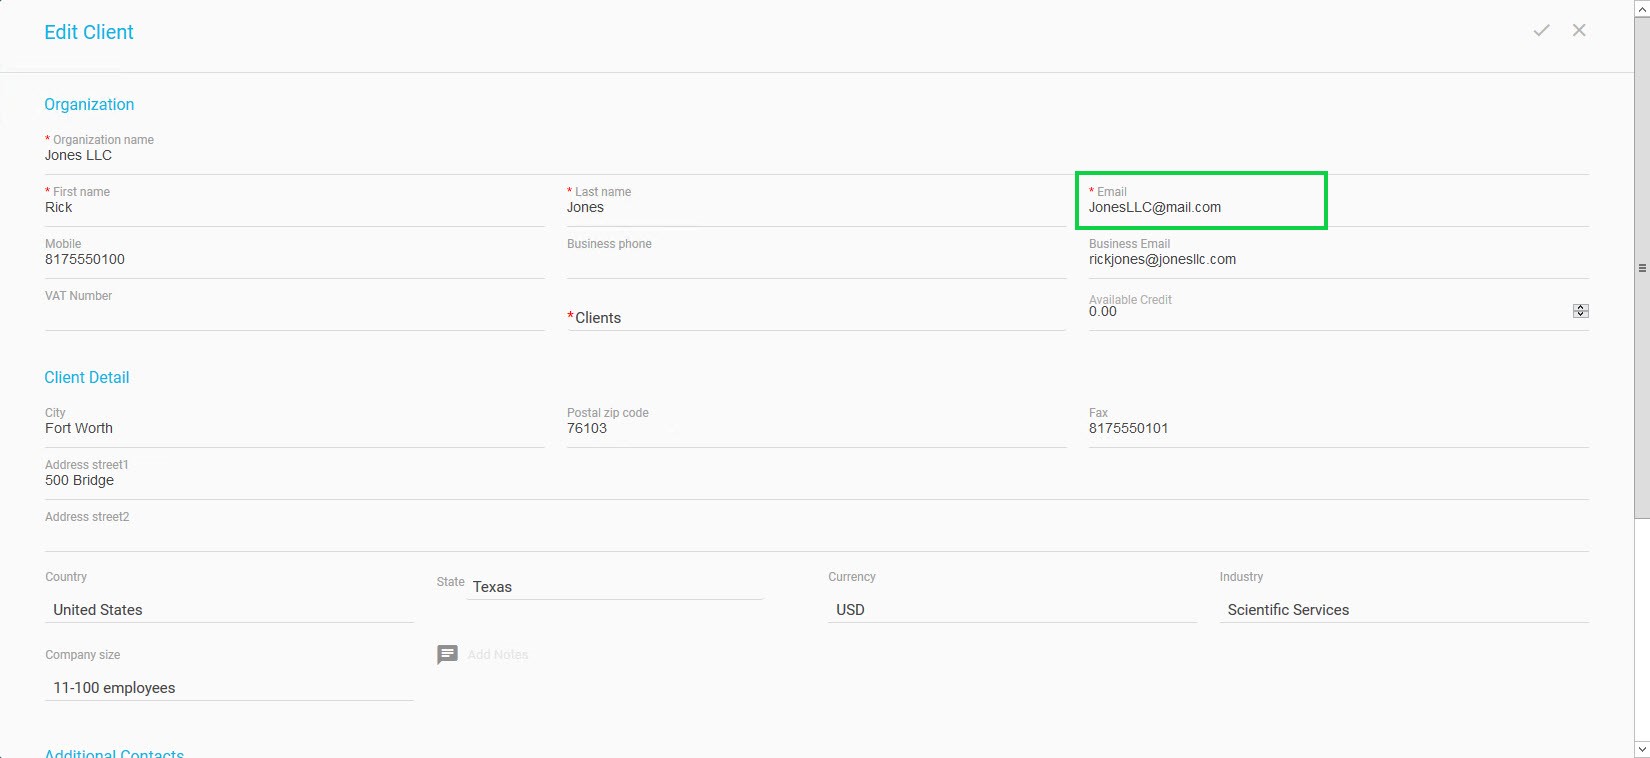 Edit Client
Organization
* Organization name
Jones LLC
* First name
Rick
* Last name
Jones
* Email
JonesLLC@mail.com
Mobile
8175550100
Business phone
Business Email
rickjones@jonesllc.com
VAT Number
*Clients
Available Credit
0.00
Client Detail
City
Fort Worth
Postal zip code
76103
Fax
8175550101
Address street1
500 Bridge
Address street2
Country
United States
State Texas
Currency
USD
Industry
Scientific Services
Company size
11-100 employees
Add Notes
Additional Contacts